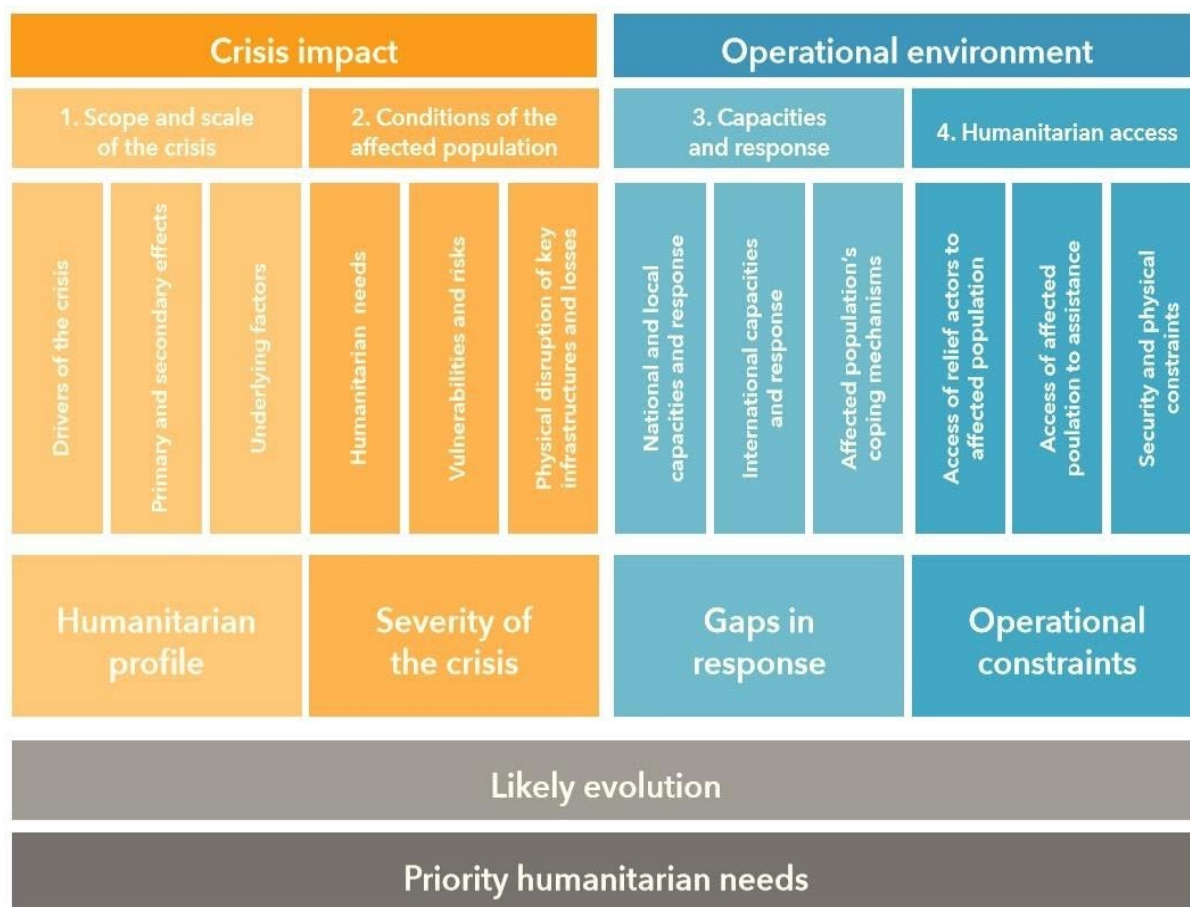 Crisis impact
Operational environment
1. Scope and scale
of the crisis
2. Conditions of the
affected population
3. Capacities
and response
4. Humanitarian access
Drivers of the crisis
Primary and secondary effects
Underlying factors
Humanitarian needs
Vulnerabilities and risks
Physical disruption of key
infrastructures and losses
National and local
capacities and response
International capacities
and response
Affected population's
coping mechanisms
Access of relief actors to
affected population
Access of affected
poulation to assistance
Security and physical
constraints
Humanitarian
profile
Severity of
the crisis
Gaps in
response
Operational
constraints
Likely evolution
Priority humanitarian needs